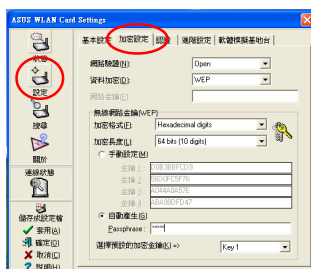 ASUS WLAN Card Settings
基本設定 加密設定 認證 進階設定 軟體模擬基地台
狀態
設定
搜尋
關於
連線狀態
儲存成設定檔
套用(A)
確定(O)
取消(C)
說明(H)
網路驗證(N):
Open
資料加密(D):
WEP
網路金鑰(E)
無線網路金鑰(WEP)
加密格式(F):
Hexadecimal digits
加密長度(L):
64 bits (10 digits)
手動設定(M)
金鑰 1
D0B3BBFCD9
金鑰 2
56D0FC5F76
金鑰 3
A044A0A57E
金鑰 4
ABA90DFD47
自動產生(G)
Passphrase:
*****
選擇預設的加密金鑰(K) =>
Key 1